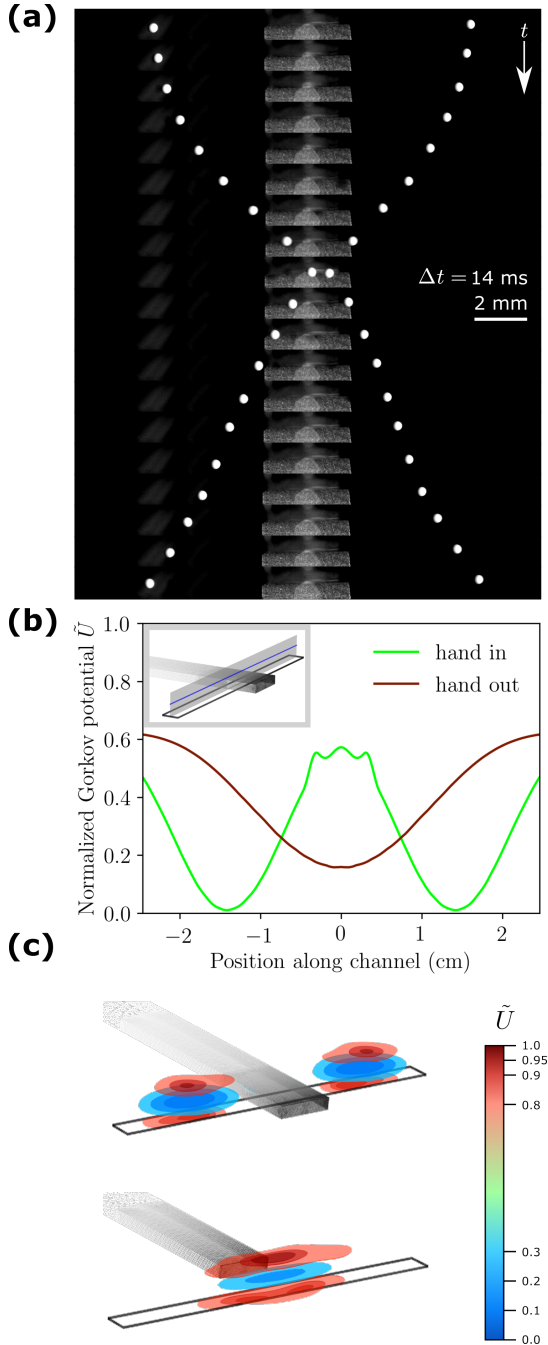 (a)
t
Δt = 14 ms
2 mm
(b)
Normalized Gorkov potential Ũ
1.0
0.8
0.6
0.4
0.2
0.0
hand in
hand out
−2
−1
0
1
2
Position along channel (cm)
(c)
Ũ
1.0
0.95
0.9
0.8
0.3
0.2
0.1
0.0